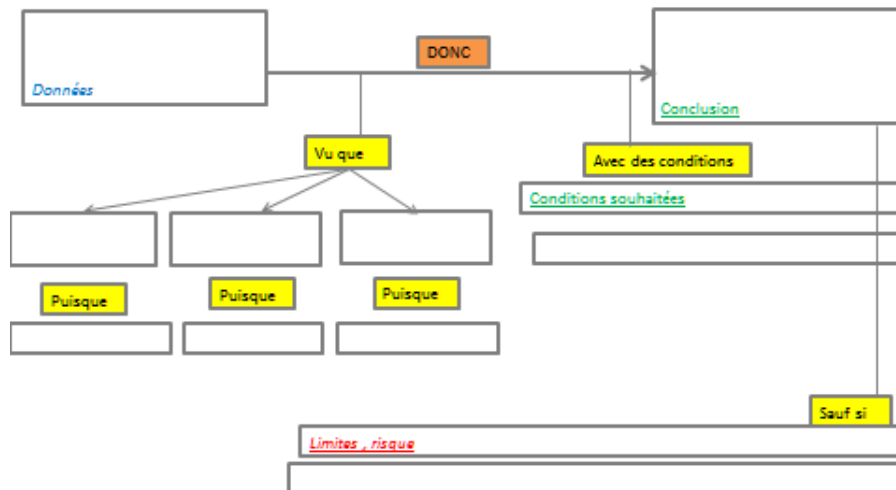 DONC
Données
Conclusion
Vu que
Avec des conditions
Conditions souhaitées
Puisque
Puisque
Puisque
Sauf si
Limites , risque